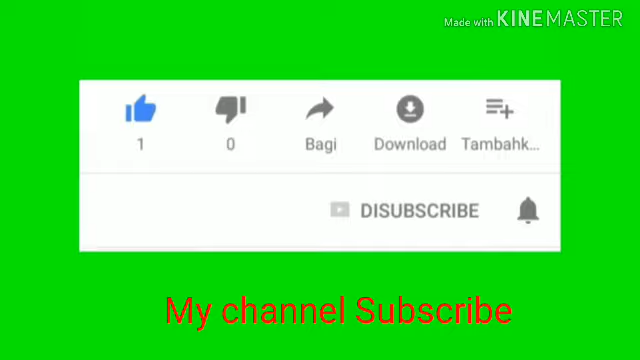 Made with KINEMASTER
1 0 Bagi Download Tambahk...
DISUBSCRIBE
My channel Subscribe